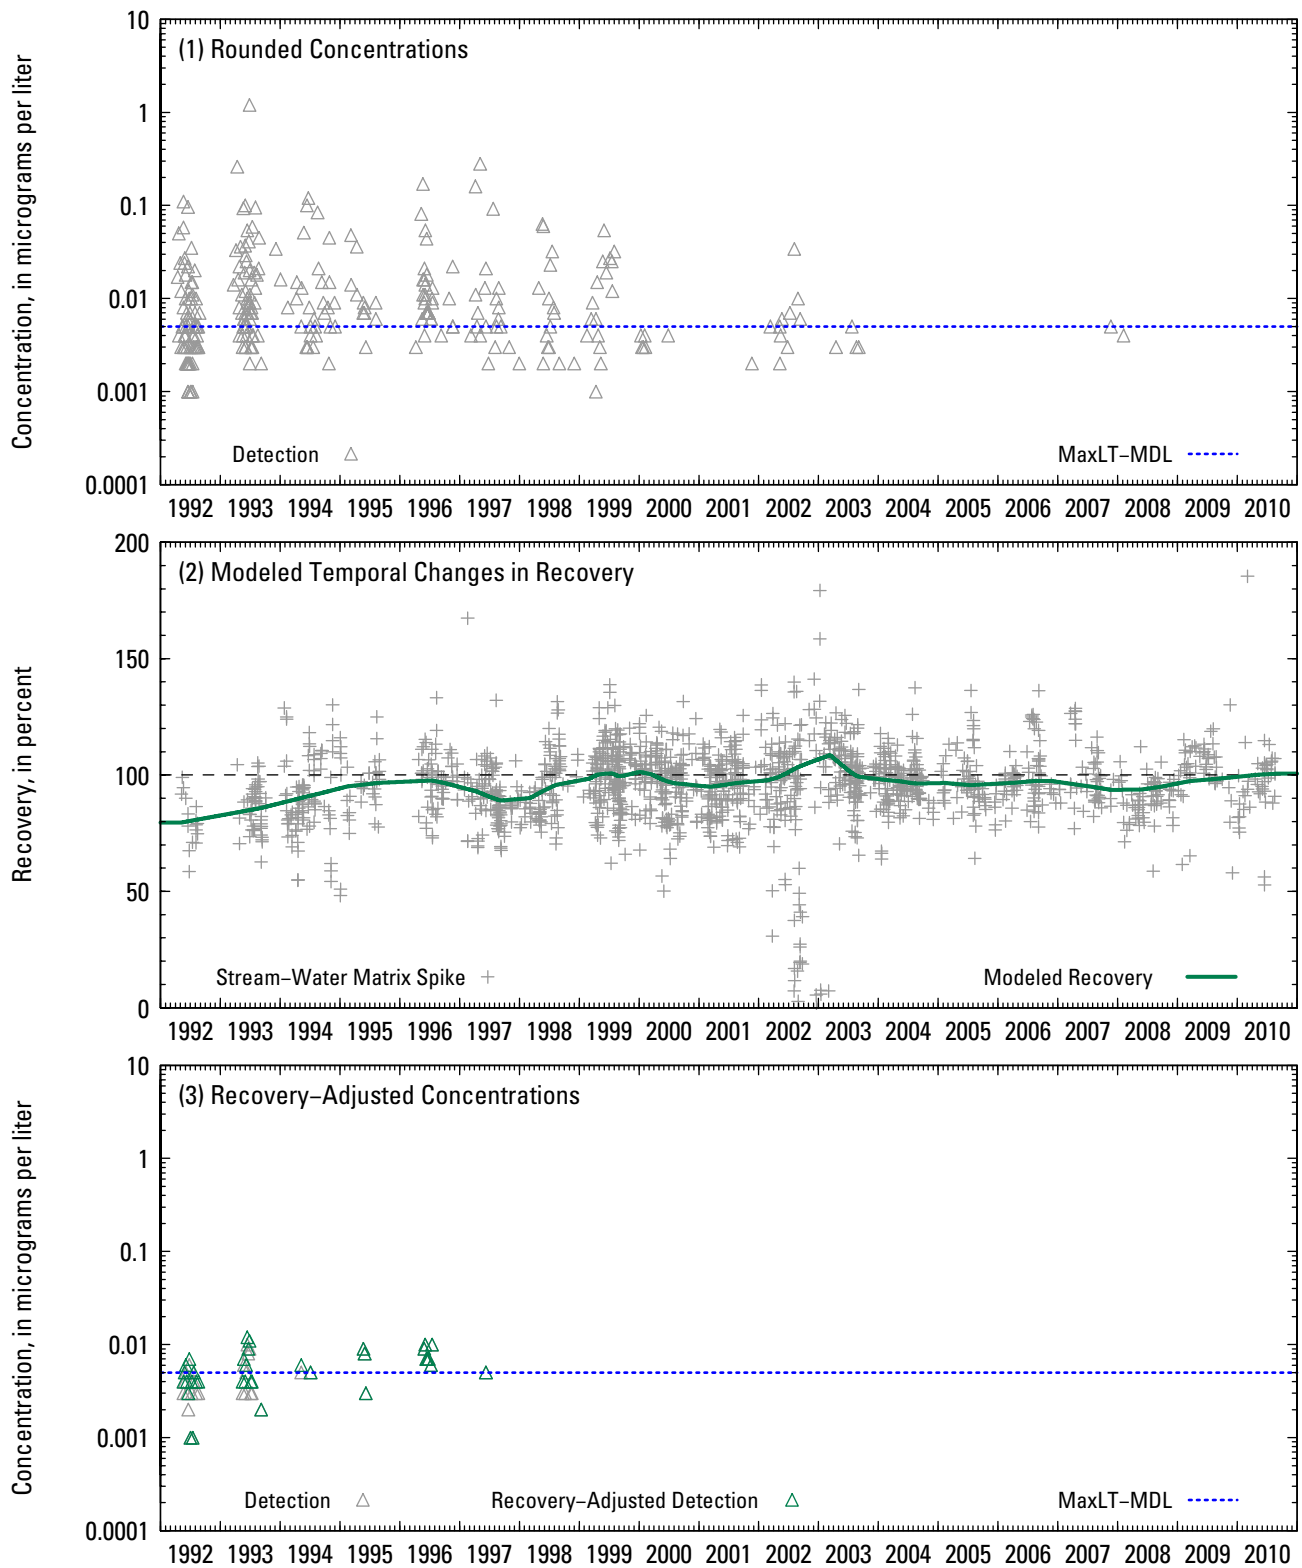 (1) Rounded Concentrations
Concentration, in micrograms per liter
10
1
0.1
0.01
0.001
0.0001
Detection
MaxLT–MDL
1992 1993 1994 1995 1996 1997 1998 1999 2000 2001 2002 2003 2004 2005 2006 2007 2008 2009 2010
(2) Modeled Temporal Changes in Recovery
Recovery, in percent
200
150
100
50
0
Stream–Water Matrix Spike
Modeled Recovery
1992 1993 1994 1995 1996 1997 1998 1999 2000 2001 2002 2003 2004 2005 2006 2007 2008 2009 2010
(3) Recovery–Adjusted Concentrations
Concentration, in micrograms per liter
10
1
0.1
0.01
0.001
0.0001
Detection
Recovery–Adjusted Detection
MaxLT–MDL
1992 1993 1994 1995 1996 1997 1998 1999 2000 2001 2002 2003 2004 2005 2006 2007 2008 2009 2010